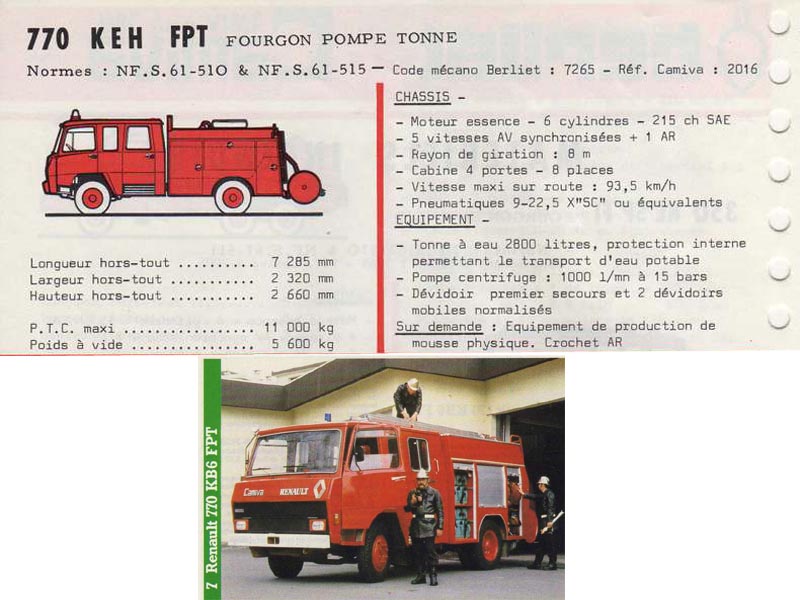 770 KEH FPT FOURGON POMPE TONNE
Normes : NF.S.61-510 & NF.S.61-515 — Code mécano Berliet : 7265 - Réf. Camiva : 2016
Longueur hors-tout ........... 7 285 mm
Largeur hors-tout ........... 2 320 mm
Hauteur hors-tout ........... 2 660 mm
P.T.C. maxi ................. 11 000 kg
Poids à vide ................ 5 600 kg
CHASSIS -
- Moteur essence - 6 cylindres - 215 ch SAE
- 5 vitesses AV synchronisées + 1 AR
- Rayon de giration : 8 m
- Cabine 4 portes - 8 places
- Vitesse maxi sur route : 93,5 km/h
- Pneumatiques 9-22,5 X"SC" ou équivalents
EQUIPEMENT -
- Tonne à eau 2800 litres, protection interne
permettant le transport d'eau potable
- Pompe centrifuge : 1000 l/mn à 15 bars
- Dévidoir premier secours et 2 dévidoirs
mobiles normalisés
Sur demande : Equipement de production de
mousse physique. Crochet AR
7 Renault 770 KB6 FPT
Camiva RENAULT